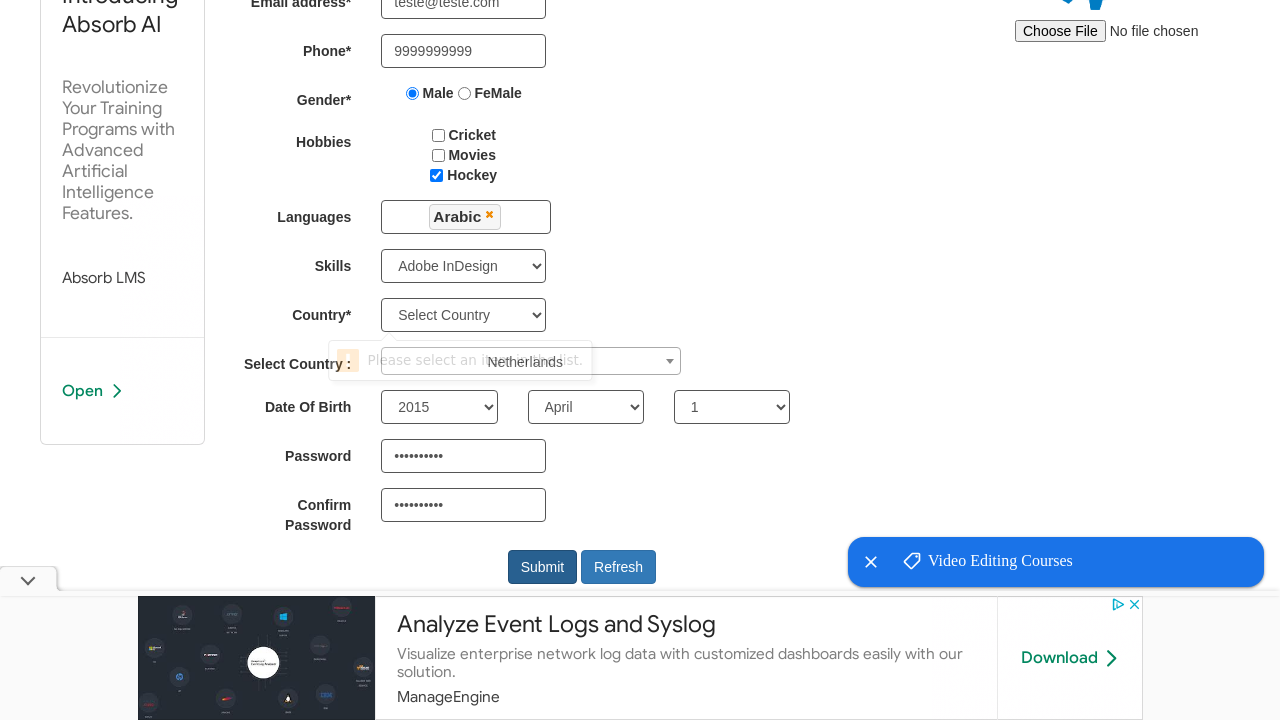 Introducing
Absorb AI
Revolutionize
Your Training
Programs with
Advanced
Artificial
Intelligence
Features.
Absorb LMS
Open
Email address*
teste@teste.com
Phone*
9999999999
Gender*
Male
FeMale
Hobbies
Cricket
Movies
Hockey
Languages
Arabic
Skills
Adobe InDesign
Country*
Select Country
Please select an item in the list.
Select Country :
Netherlands
Date Of Birth
2015
April
1
Password
••••••••••
Confirm
Password
••••••••••
Submit
Refresh
Choose File
No file chosen
Video Editing Courses
Analyze Event Logs and Syslog
Visualize enterprise network log data with customized dashboards easily with our
solution.
ManageEngine
Download